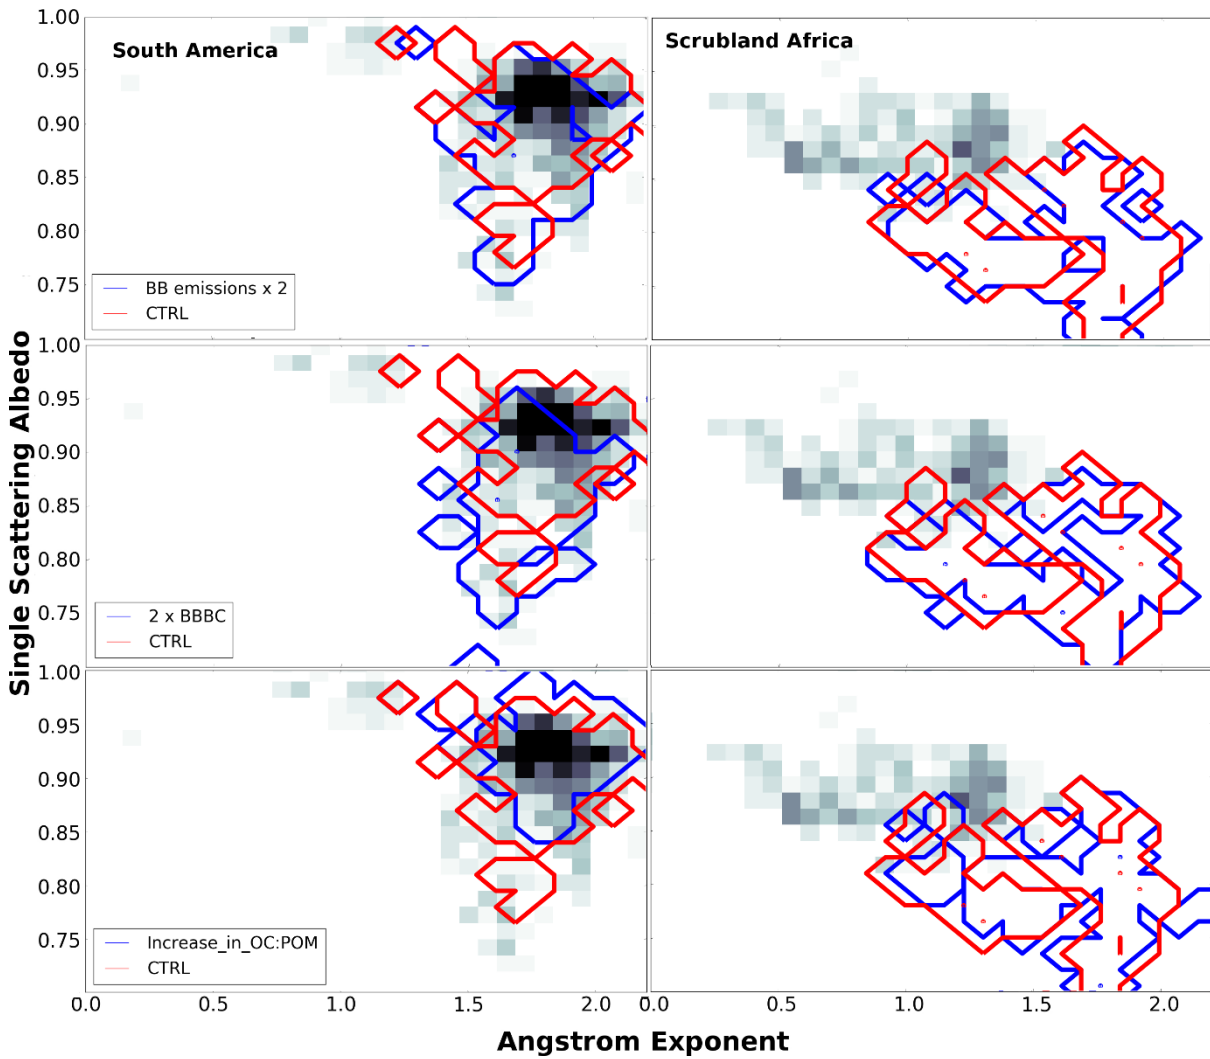 South America
Scrubland Africa
1.00
0.95
0.90
0.85
0.80
0.75
BB emissions x 2
CTRL
1.00
0.95
0.90
0.85
0.80
0.75
2 x BBBC
CTRL
1.00
0.95
0.90
0.85
0.80
0.75
Increase_in_OC:POM
CTRL
0.0 0.5 1.0 1.5 2.0
0.0 0.5 1.0 1.5 2.0
Single Scattering Albedo
Angstrom Exponent